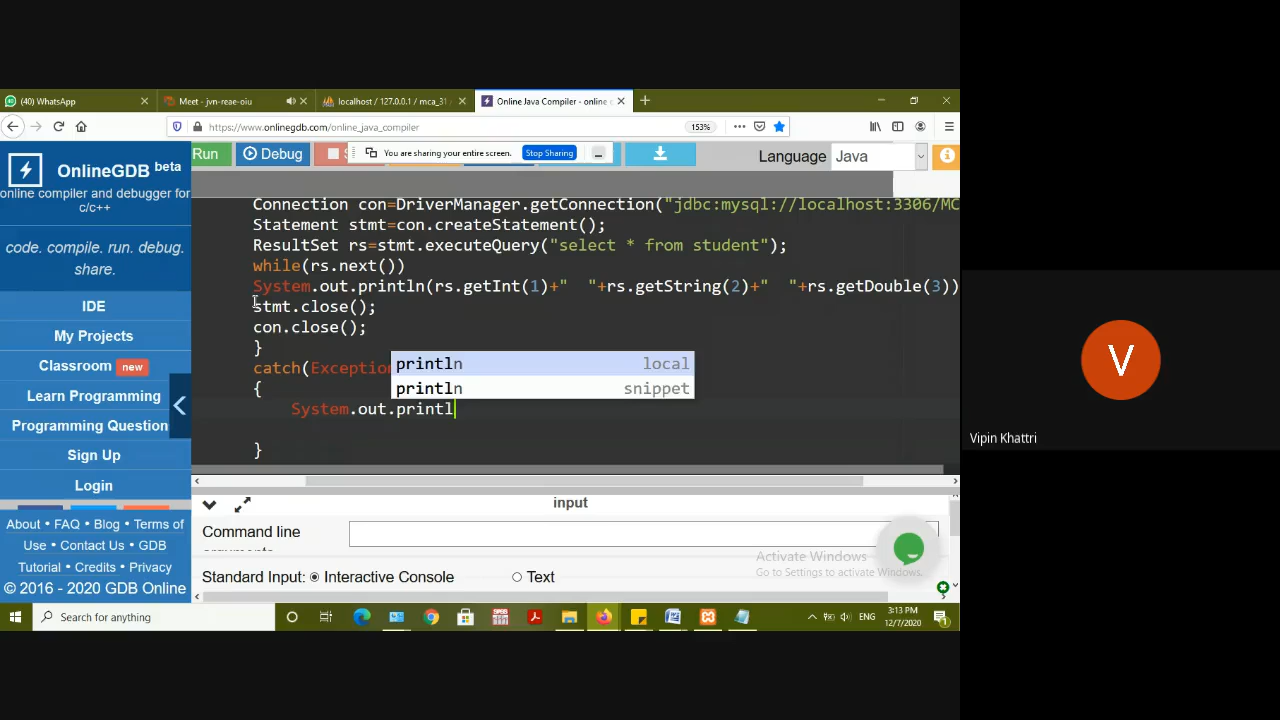 (40) WhatsApp
Meet - jvn-reae-oiu
localhost / 127.0.0.1 / mca_31
Online Java Compiler - online
https://www.onlinegdb.com/online_java_compiler
153%
OnlineGDB beta
online compiler and debugger for
c/c++
code. compile. run. debug.
share.
IDE
My Projects
Classroom new
Learn Programming
Programming Question
Sign Up
Login
About • FAQ • Blog • Terms of
Use • Contact Us • GDB
Tutorial • Credits • Privacy
© 2016 - 2020 GDB Online
Run
Debug
You are sharing your entire screen.
Stop Sharing
Language Java
Connection con=DriverManager.getConnection("jdbc:mysql://localhost:3306/MC
Statement stmt=con.createStatement();
ResultSet rs=stmt.executeQuery("select * from student");
while(rs.next())
System.out.println(rs.getInt(1)+"  "+rs.getString(2)+"  "+rs.getDouble(3))
stmt.close();
con.close();
}
catch(Exception
{
System.out.printl
}
println local
println snippet
input
Command line
Standard Input: Interactive Console Text
Activate Windows
Go to Settings to activate Windows.
Search for anything
ENG
3:13 PM
12/7/2020
1
V
Vipin Khattri